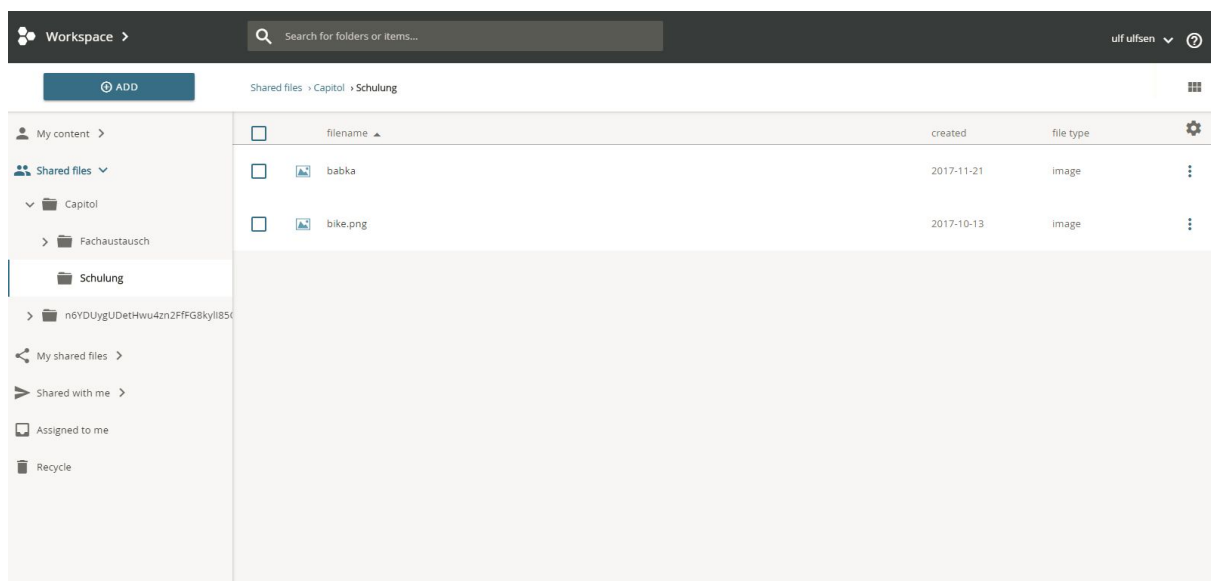 Workspace
Search for folders or items...
ulf ulfsen
ADD
Shared files › Capitol › Schulung
My content
Shared files
Capitol
Fachaustausch
Schulung
My shared files
Shared with me
Assigned to me
Recycle
filename created file type
babka 2017-11-21 image
bike.png 2017-10-13 image